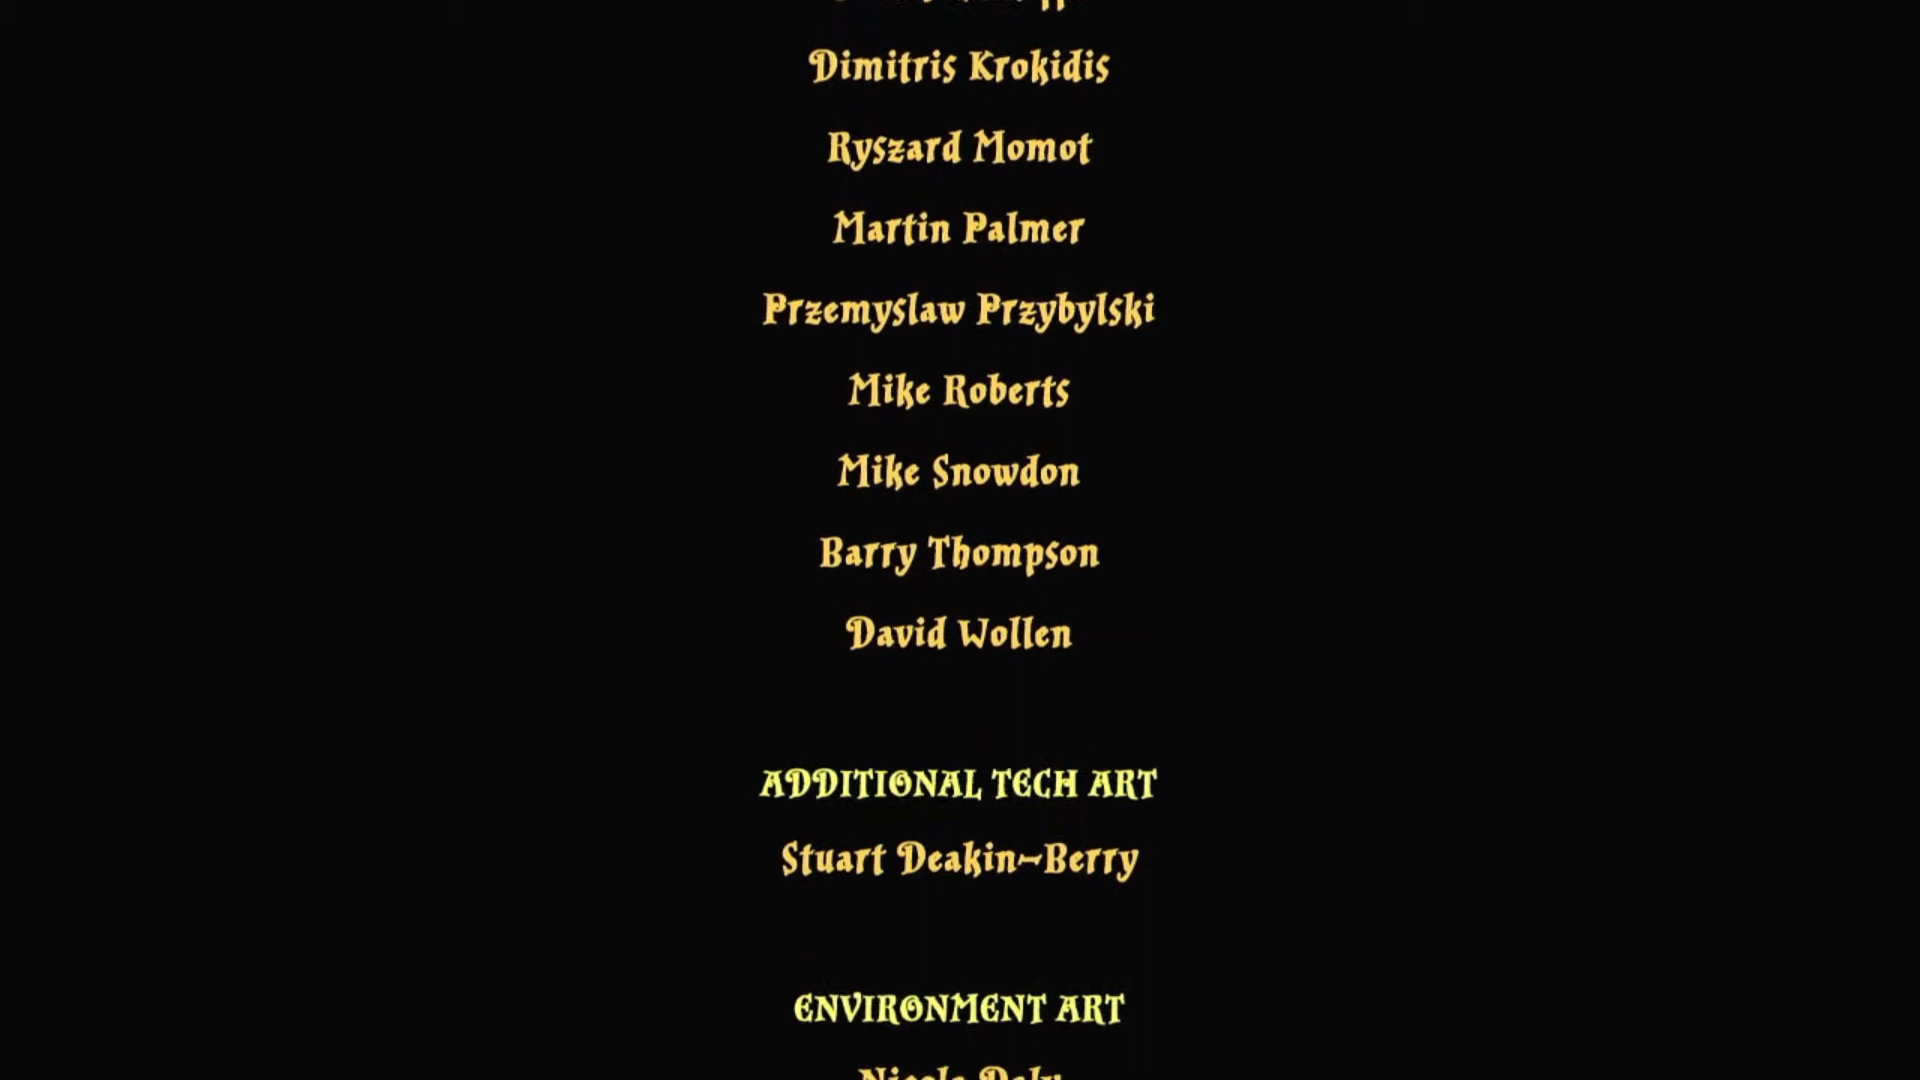 Dimitris Krokidis
Ryszard Momot
Martin Palmer
Przemyslaw Przybylski
Mike Roberts
Mike Snowdon
Barry Thompson
David Wollen
ADDITIONAL TECH ART
Stuart Deakin-Berry
ENVIRONMENT ART